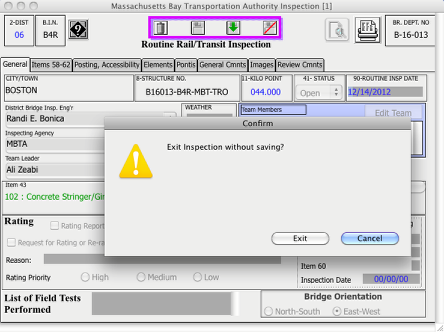 Massachusetts Bay Transportation Authority Inspection [1]
2-DIST
B.I.N.
BR. DEPT. NO
06
B4R
B-16-013
Routine Rail/Transit Inspection
General
Items 58-62
Posting, Accessibility
Elements
Pontis
General Cmnts
Images
Review Cmnts
CITY/TOWN
8-STRUCTURE NO.
11-KILO POINT
41- STATUS
90-ROUTINE INSP DATE
BOSTON
B16013-B4R-MBT-TRO
044.000
Open
12/14/2012
District Bridge Insp. Eng'r
WEATHER
Team Members
Randi E. Bonica
Edit Team
Inspecting Agency
MBTA
Team Leader
Ali Zeabi
Confirm
Exit Inspection without saving?
Exit
Cancel
Item 43
102 : Concrete Stringer/Gir
Rating
Rating Report
Request for Rating or Re-ra
Reason:
Item 60
Rating Priority
High
Medium
Low
Inspection Date
00/00/00
List of Field Tests
Performed
Bridge Orientation
North-South
East-West